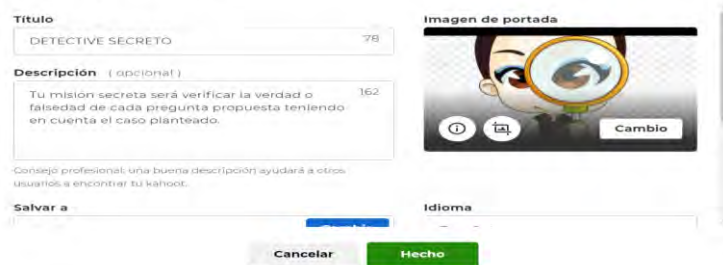 Título
DETECTIVE SECRETO
78
Descripción (opcional)
Tu misión secreta será verificar la verdad o
162
falsedad de cada pregunta propuesta teniendo
en cuenta el caso planteado.
Consejo profesional: una buena descripción ayudará a otros
usuarios a encontrar tu kahoot.
Salvar a
Cancelar
Hecho
Imagen de portada
Cambio
Idioma